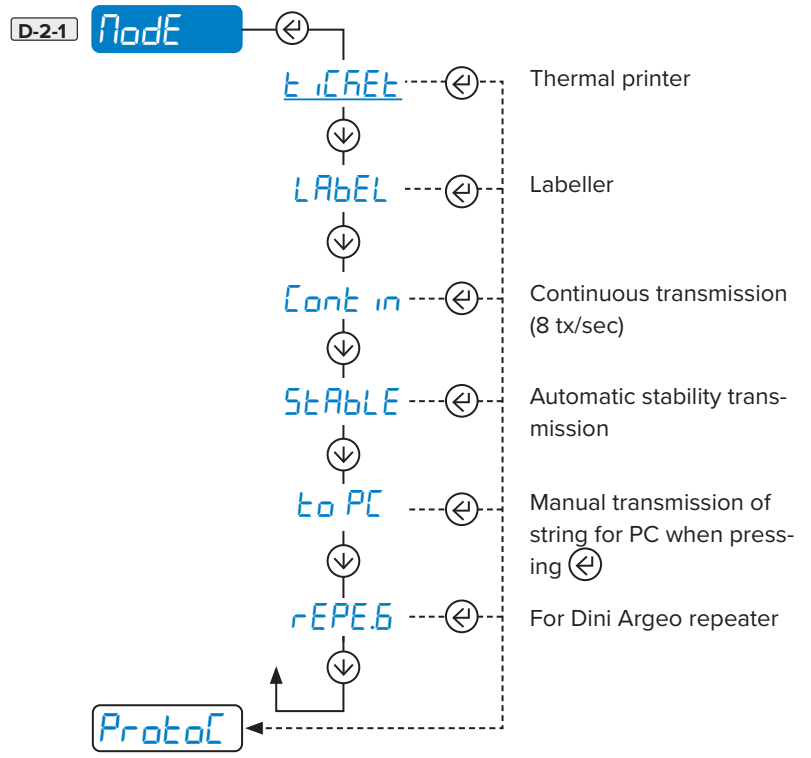 D-2-1 ModE
tiCKEt
Thermal printer
LAbEL
Labeller
Contin
Continuous transmission
(8 tx/sec)
StAbLE
Automatic stability trans-
mission
to PC
Manual transmission of
string for PC when press-
ing
rEPE.6
For Dini Argeo repeater
ProtoC